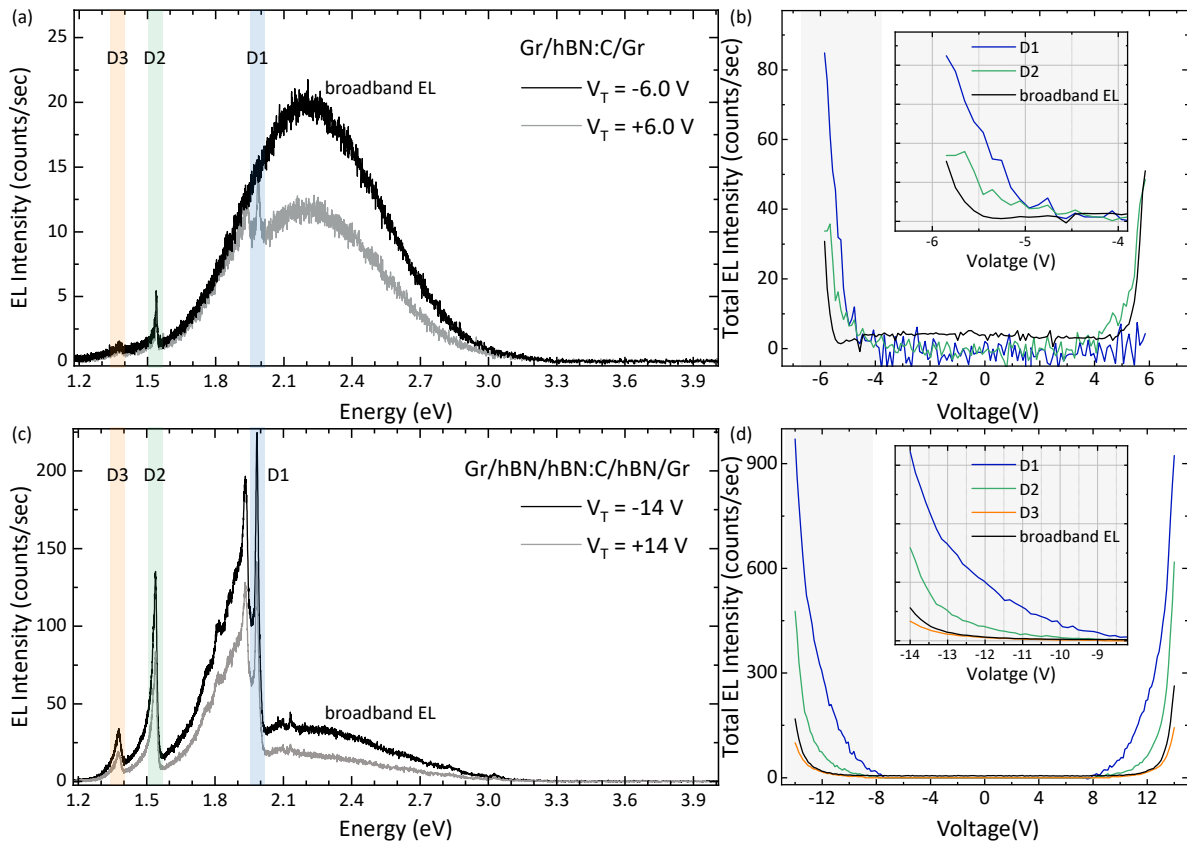 (a)
25
20
15
10
5
0
EL Intensity (counts/sec)
D3
D2
D1
Gr/hBN:C/Gr
broadband EL
V_T = -6.0 V
V_T = +6.0 V
1.2 1.5 1.8 2.1 2.4 2.7 3.0 3.3 3.6 3.9
Energy (eV)
(b)
80
60
40
20
0
Total EL Intensity (counts/sec)
D1
D2
broadband EL
-6 -5 -4
Volatge (V)
-6 -4 -2 0 2 4 6
Voltage(V)
(c)
200
150
100
50
0
EL Intensity (counts/sec)
D3
D2
D1
Gr/hBN/hBN:C/hBN/Gr
V_T = -14 V
V_T = +14 V
broadband EL
1.2 1.5 1.8 2.1 2.4 2.7 3.0 3.3 3.6 3.9
Energy (eV)
(d)
900
600
300
0
Total EL Intensity (counts/sec)
D1
D2
D3
broadband EL
-14 -13 -12 -11 -10 -9
Volatge (V)
-12 -8 -4 0 4 8 12
Voltage(V)